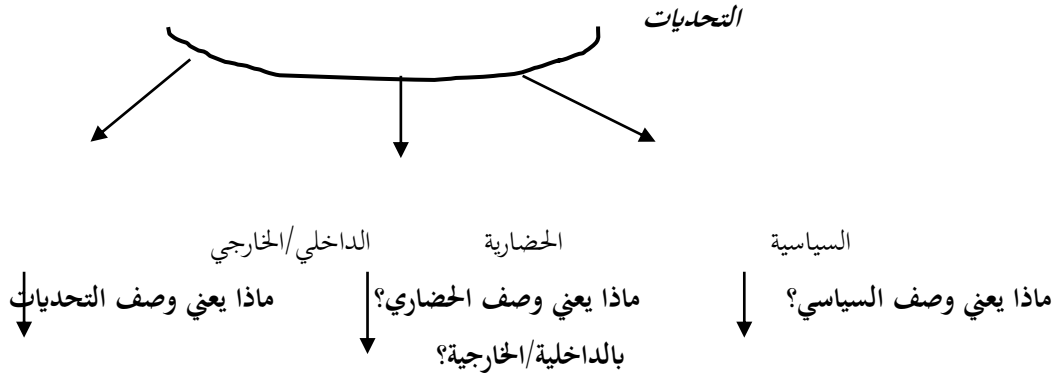 التحديات
السياسية الحضارية الداخلي/الخارجي
ماذا يعني وصف السياسي؟ ماذا يعني وصف الحضاري؟ ماذا يعني وصف التحديات
بالداخلية/الخارجية؟